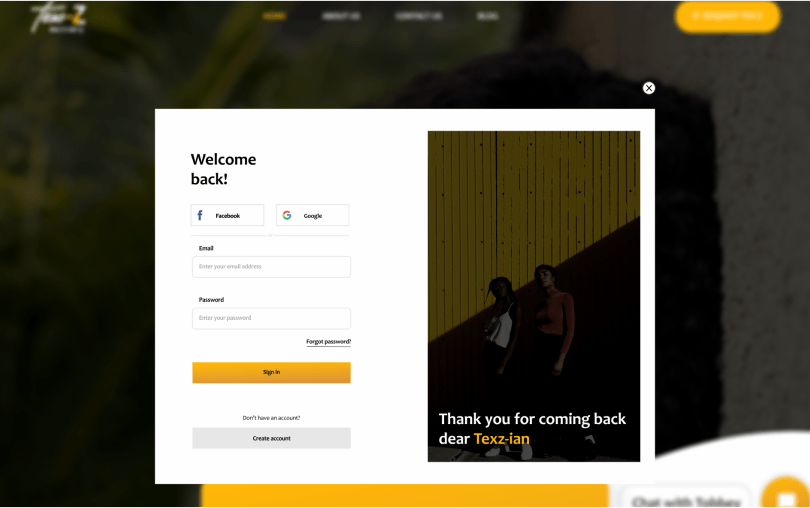 HOME
ABOUT US
CONTACT US
BLOG
Welcome
back!
Facebook
Google
or
Email
Enter your email address
Password
Enter your password
Forgot password?
Sign in
Don't have an account?
Create account
Thank you for coming back
dear Texz-ian
Chat with Tobbey